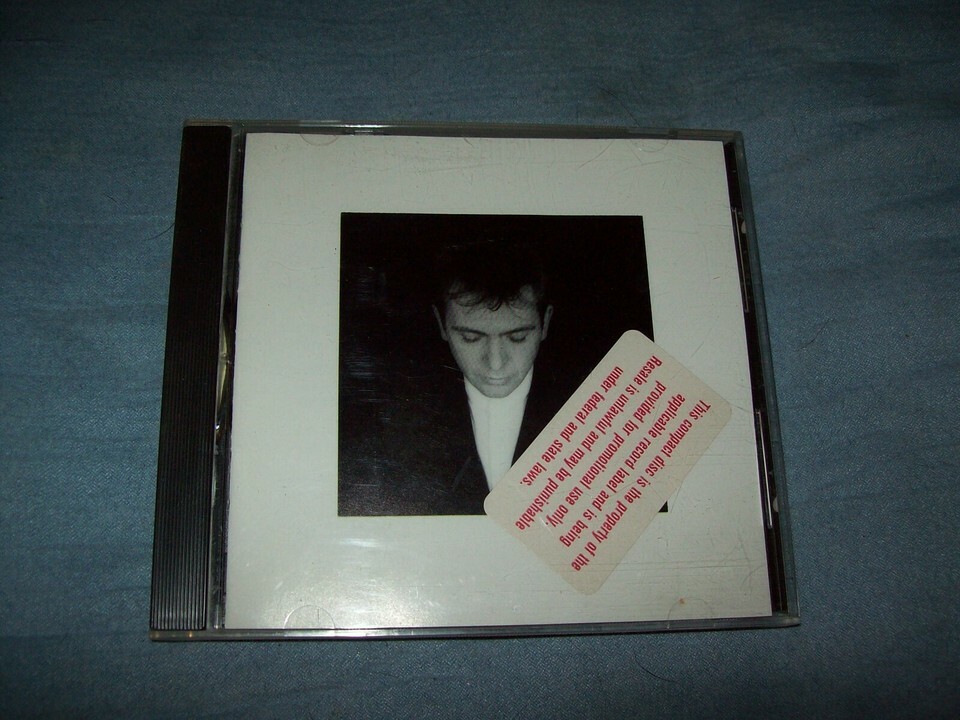 This compact disc is the property of the
applicable record label and is being
provided for promotional use only.
Resale is unlawful and may be punishable
under federal and state laws.